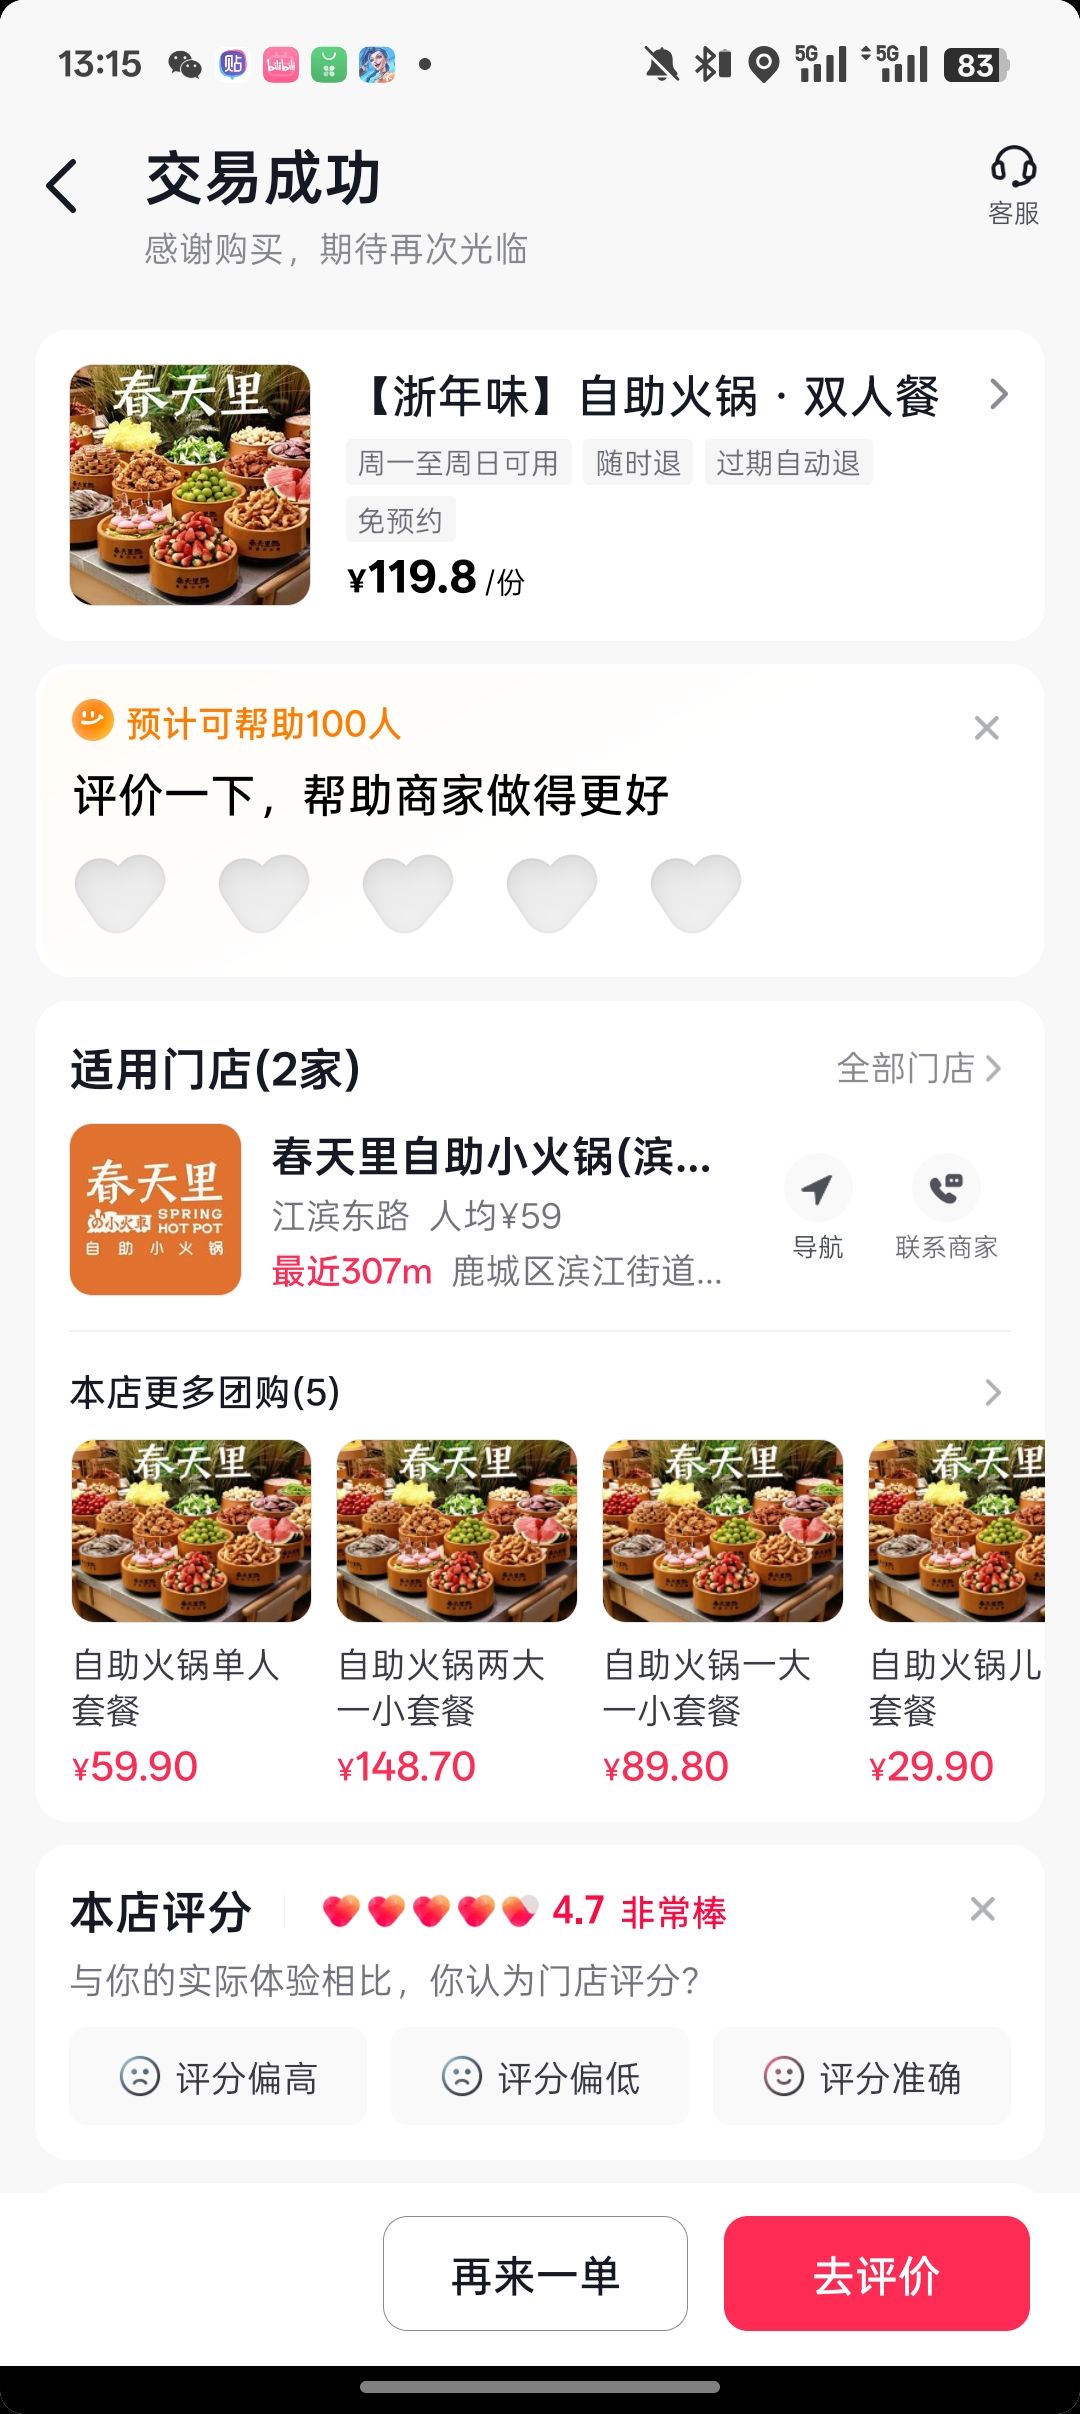 13:15
贴
bilibili
5G
5G
83
交易成功
感谢购买，期待再次光临
客服
春天里
【浙年味】自助火锅 · 双人餐
周一至周日可用
随时退
过期自动退
免预约
¥119.8 /份
预计可帮助100人
评价一下，帮助商家做得更好
适用门店(2家)
全部门店
春天里
小火串
SPRING
HOT POT
自助小火锅
春天里自助小火锅(滨...
江滨东路 人均¥59
最近307m 鹿城区滨江街道...
导航
联系商家
本店更多团购(5)
春天里
春天里
春天里
春天里
自助火锅单人
套餐
¥59.90
自助火锅两大
一小套餐
¥148.70
自助火锅一大
一小套餐
¥89.80
自助火锅儿
套餐
¥29.90
本店评分
4.7 非常棒
与你的实际体验相比，你认为门店评分？
评分偏高
评分偏低
评分准确
再来一单
去评价